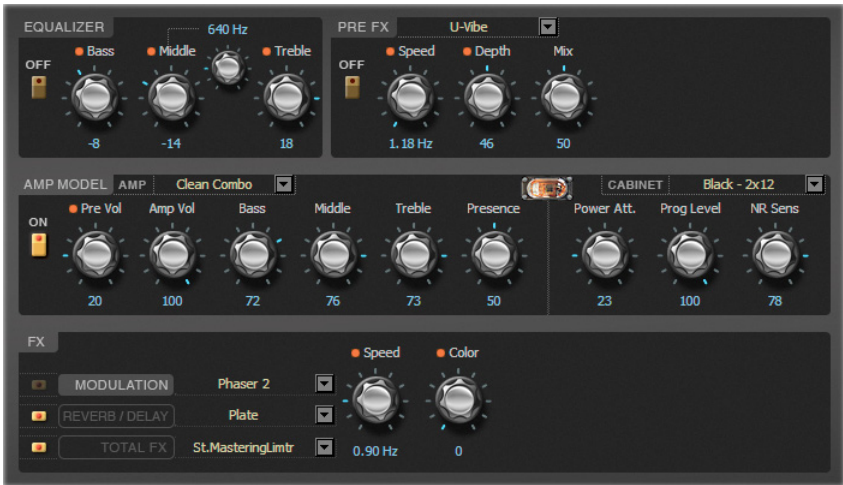 EQUALIZER 640 Hz
OFF Bass Middle Treble
-8 -14 18
PRE FX U-Vibe
OFF Speed Depth Mix
1.18 Hz 46 50
AMP MODEL AMP Clean Combo CABINET Black - 2x12
ON Pre Vol Amp Vol Bass Middle Treble Presence Power Att. Prog Level NR Sens
20 100 72 76 73 50 23 100 78
FX
Speed Color
MODULATION Phaser 2
REVERB / DELAY Plate
TOTAL FX St.MasteringLimtr
0.90 Hz 0